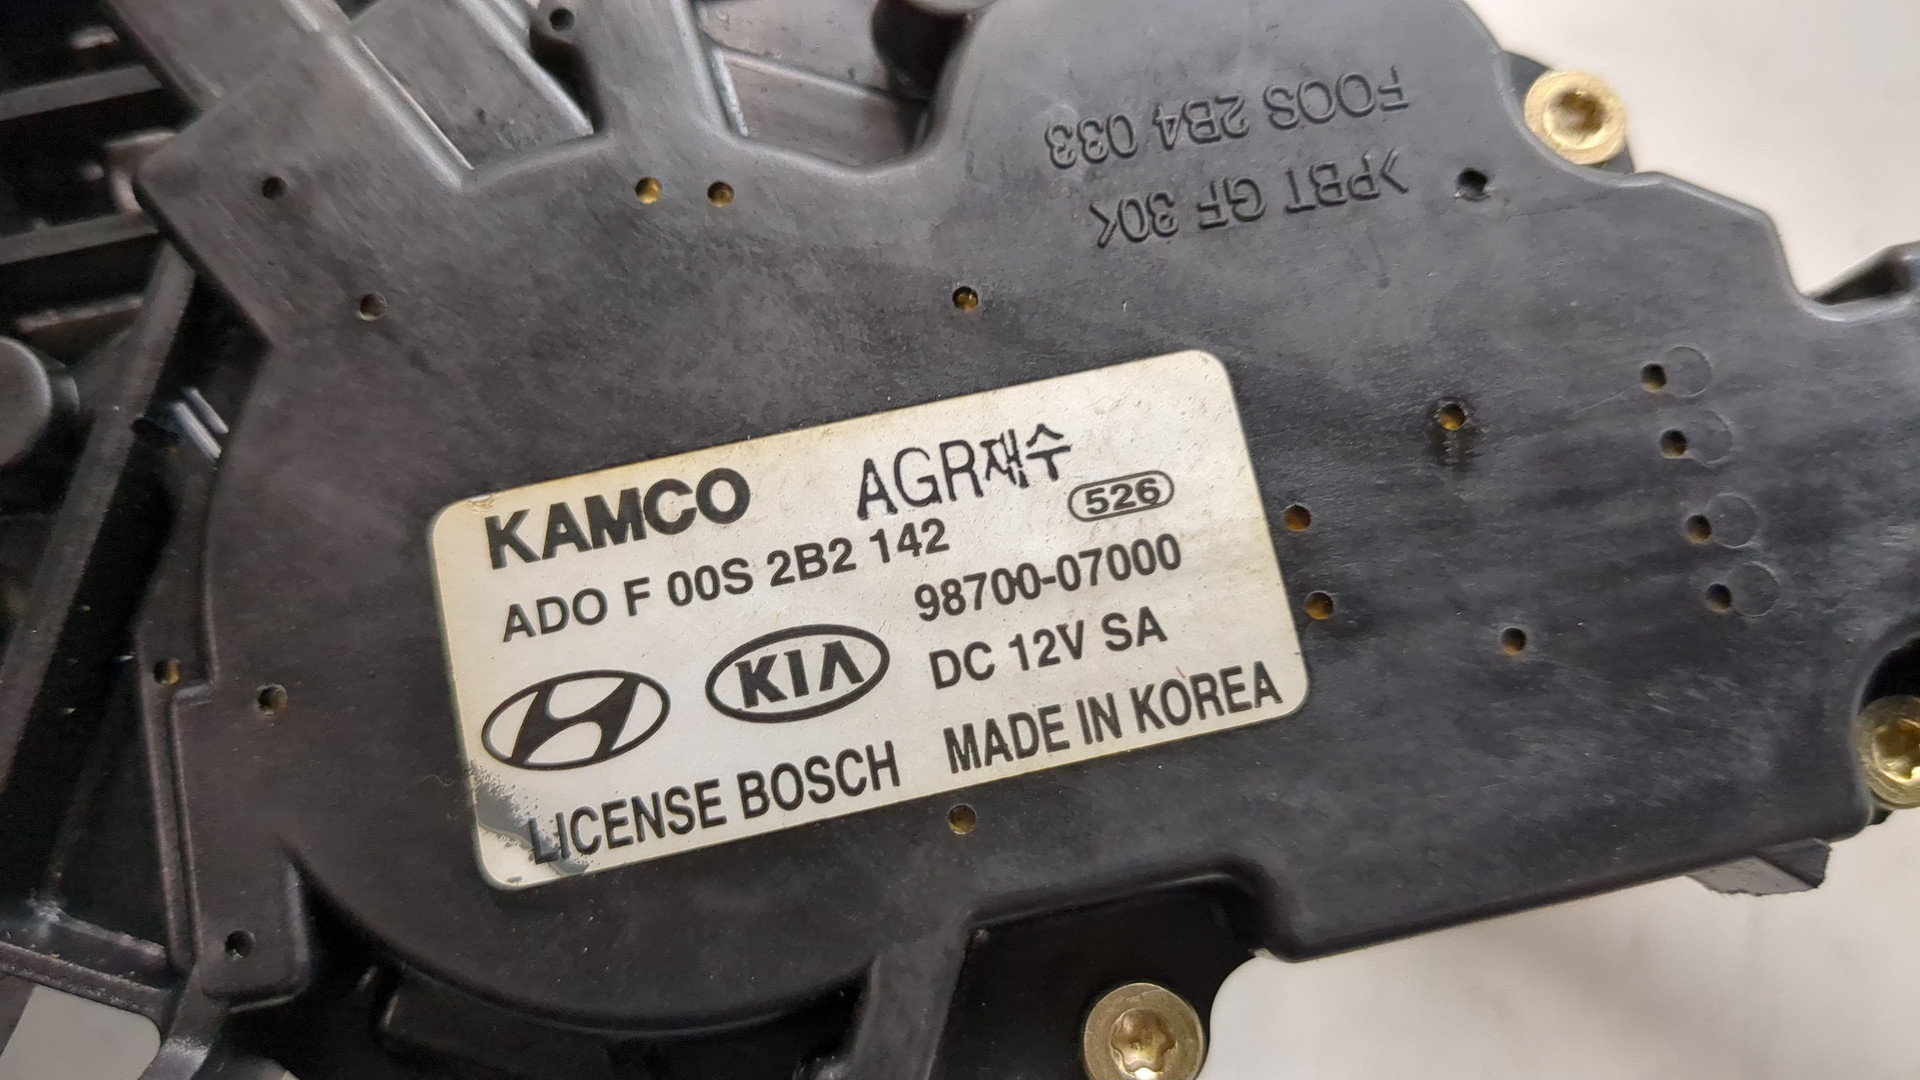 FOOS 2B4 033
>PBT GF 30<
KAMCO
AGR재수
526
ADO F 00S 2B2 142
98700-07000
KIA
DC 12V SA
LICENSE BOSCH
MADE IN KOREA